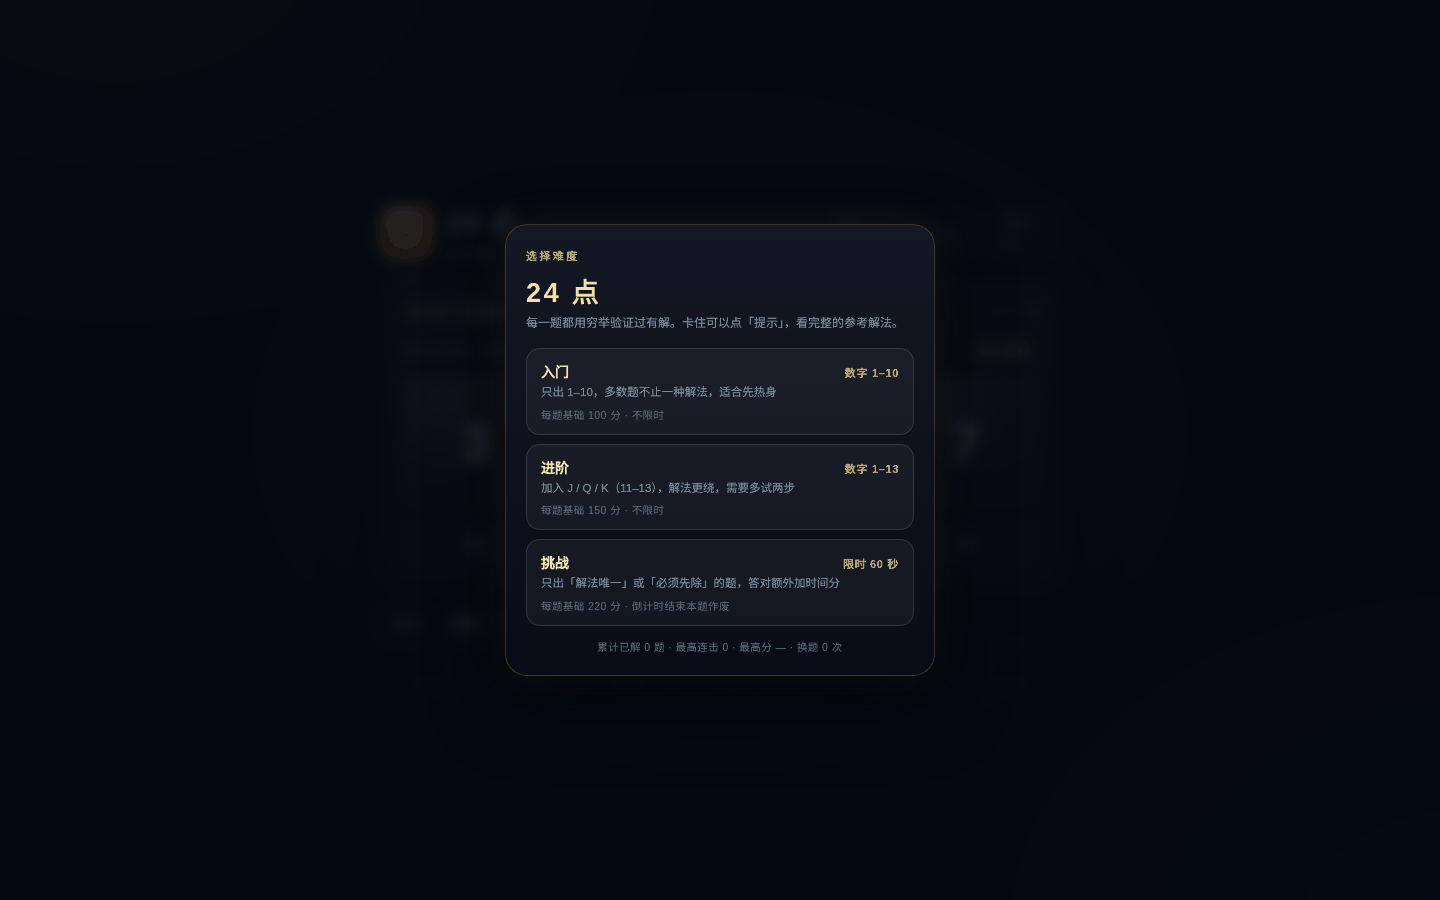 选择难度
24 点
每一题都用穷举验证过有解。卡住可以点「提示」，看完整的参考解法。
入门
数字 1–10
只出 1–10，多数题不止一种解法，适合先热身
每题基础 100 分 · 不限时
进阶
数字 1–13
加入 J / Q / K（11–13），解法更绕，需要多试两步
每题基础 150 分 · 不限时
挑战
限时 60 秒
只出「解法唯一」或「必须先除」的题，答对额外加时间分
每题基础 220 分 · 倒计时结束本题作废
累计已解 0 题 · 最高连击 0 · 最高分 — · 换题 0 次